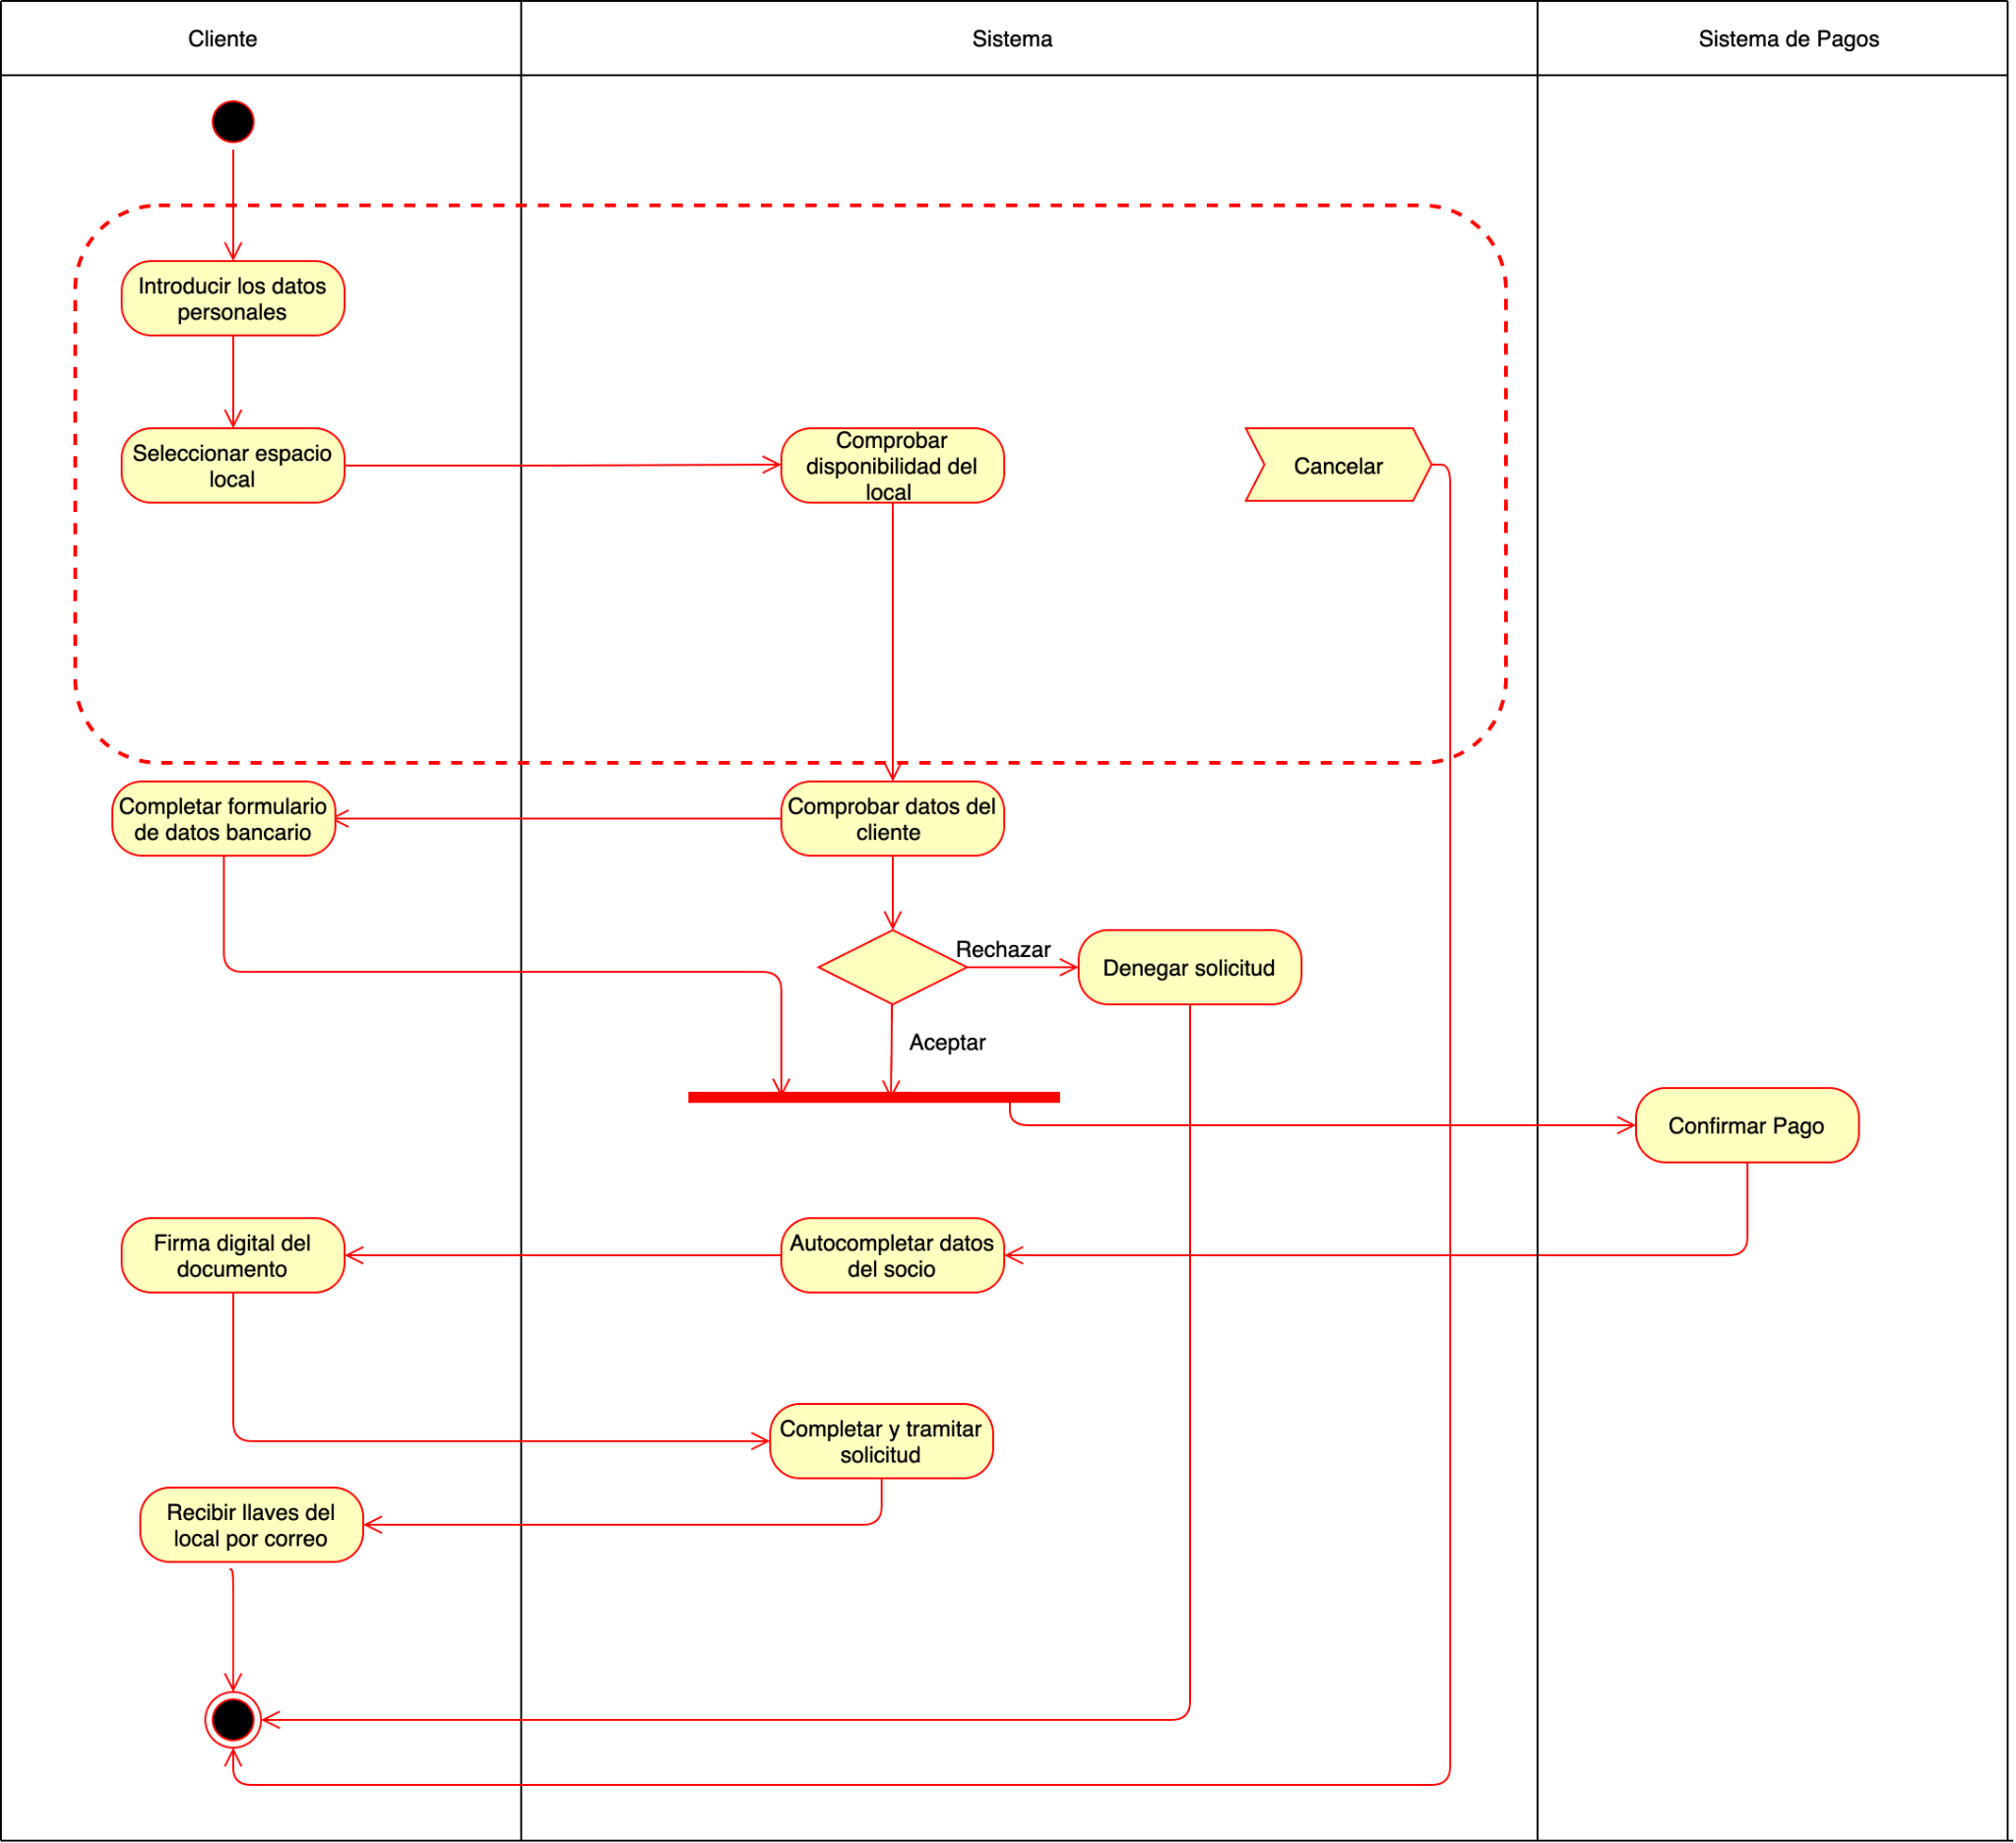 Cliente
Sistema
Sistema de Pagos
Introducir los datos
personales
Seleccionar espacio
local
Comprobar
disponibilidad del
local
Cancelar
Completar formulario
de datos bancario
Comprobar datos del
cliente
Rechazar
Denegar solicitud
Aceptar
Confirmar Pago
Firma digital del
documento
Autocompletar datos
del socio
Completar y tramitar
solicitud
Recibir llaves del
local por correo